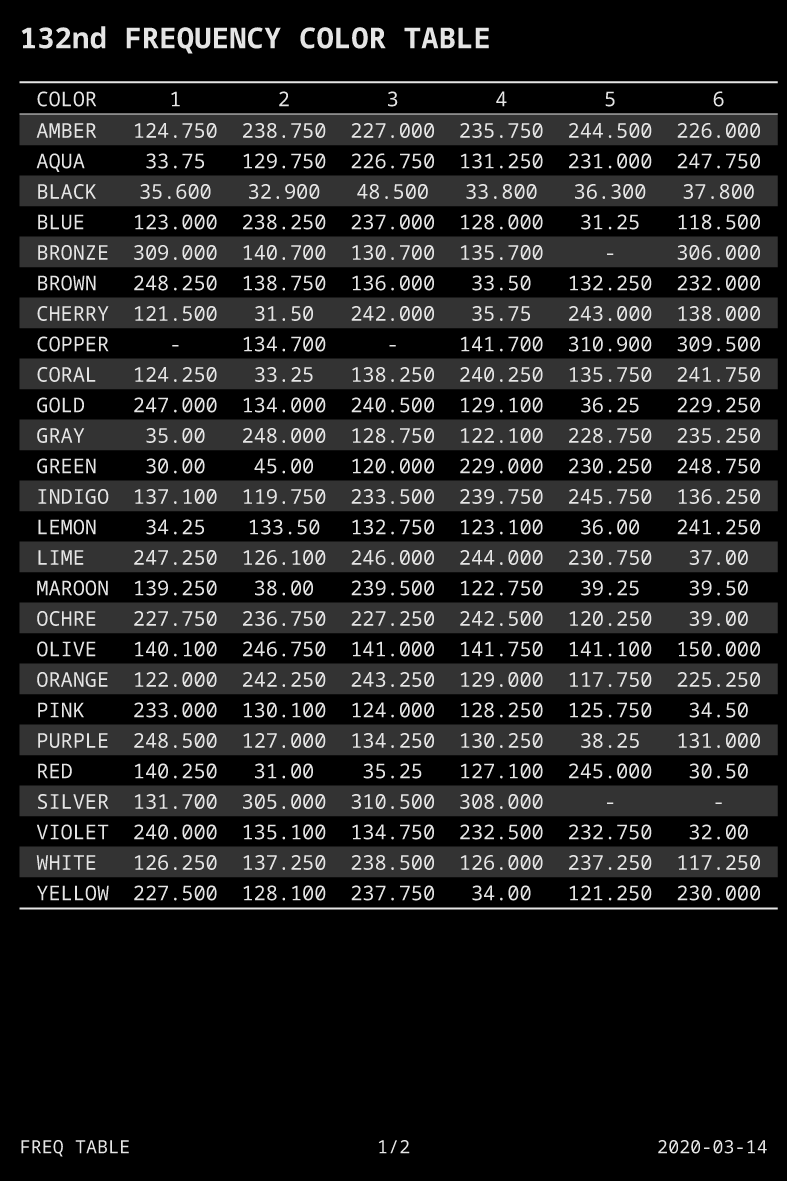 132nd FREQUENCY COLOR TABLE
COLOR 1 2 3 4 5 6
AMBER 124.750 238.750 227.000 235.750 244.500 226.000
AQUA 33.75 129.750 226.750 131.250 231.000 247.750
BLACK 35.600 32.900 48.500 33.800 36.300 37.800
BLUE 123.000 238.250 237.000 128.000 31.25 118.500
BRONZE 309.000 140.700 130.700 135.700 - 306.000
BROWN 248.250 138.750 136.000 33.50 132.250 232.000
CHERRY 121.500 31.50 242.000 35.75 243.000 138.000
COPPER - 134.700 - 141.700 310.900 309.500
CORAL 124.250 33.25 138.250 240.250 135.750 241.750
GOLD 247.000 134.000 240.500 129.100 36.25 229.250
GRAY 35.00 248.000 128.750 122.100 228.750 235.250
GREEN 30.00 45.00 120.000 229.000 230.250 248.750
INDIGO 137.100 119.750 233.500 239.750 245.750 136.250
LEMON 34.25 133.50 132.750 123.100 36.00 241.250
LIME 247.250 126.100 246.000 244.000 230.750 37.00
MAROON 139.250 38.00 239.500 122.750 39.25 39.50
OCHRE 227.750 236.750 227.250 242.500 120.250 39.00
OLIVE 140.100 246.750 141.000 141.750 141.100 150.000
ORANGE 122.000 242.250 243.250 129.000 117.750 225.250
PINK 233.000 130.100 124.000 128.250 125.750 34.50
PURPLE 248.500 127.000 134.250 130.250 38.25 131.000
RED 140.250 31.00 35.25 127.100 245.000 30.50
SILVER 131.700 305.000 310.500 308.000 - -
VIOLET 240.000 135.100 134.750 232.500 232.750 32.00
WHITE 126.250 137.250 238.500 126.000 237.250 117.250
YELLOW 227.500 128.100 237.750 34.00 121.250 230.000
FREQ TABLE 1/2 2020-03-14